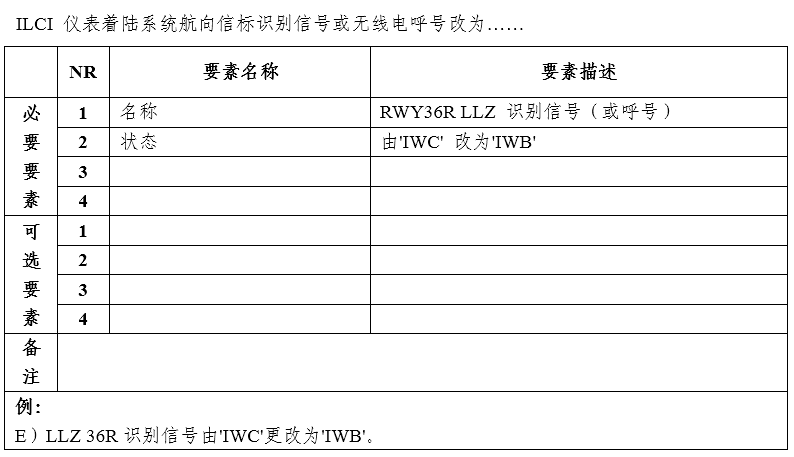 ILCI 仪表着陆系统航向信标识别信号或无线电呼号改为……
NR 要素名称 要素描述
必要要素
1 名称 RWY36R LLZ 识别信号（或呼号）
2 状态 由'IWC' 改为'IWB'
3
4
可选要素
1
2
3
4
备注
例：
E）LLZ 36R 识别信号由'IWC'更改为'IWB'。